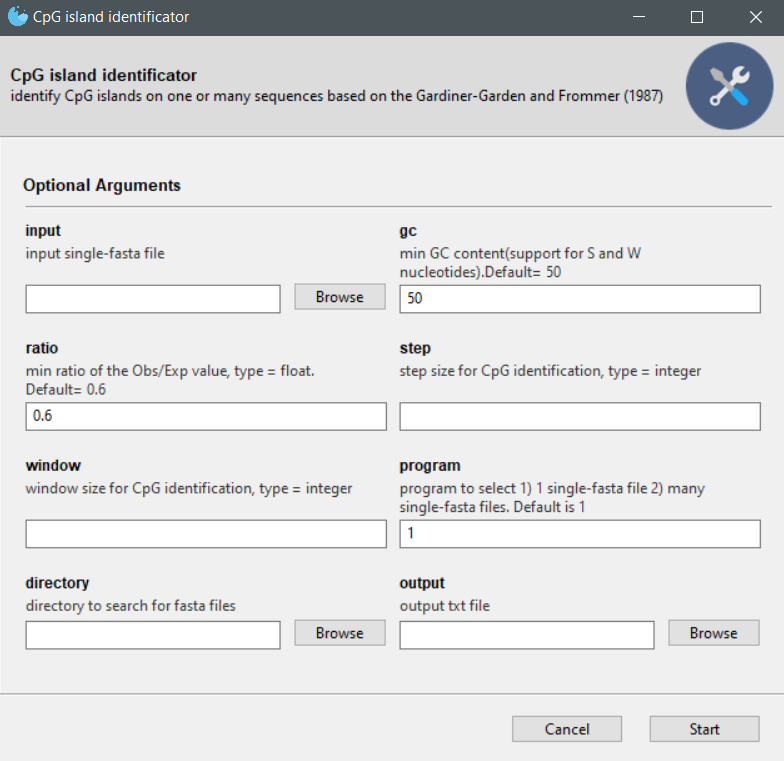 CpG island identificator
CpG island identificator
identify CpG islands on one or many sequences based on the Gardiner-Garden and Frommer (1987)
Optional Arguments
input
input single-fasta file
Browse
gc
min GC content(support for S and W
nucleotides).Default= 50
50
ratio
min ratio of the Obs/Exp value, type = float.
Default= 0.6
0.6
step
step size for CpG identification, type = integer
window
window size for CpG identification, type = integer
program
program to select 1) 1 single-fasta file 2) many
single-fasta files. Default is 1
1
directory
directory to search for fasta files
Browse
output
output txt file
Browse
Cancel
Start